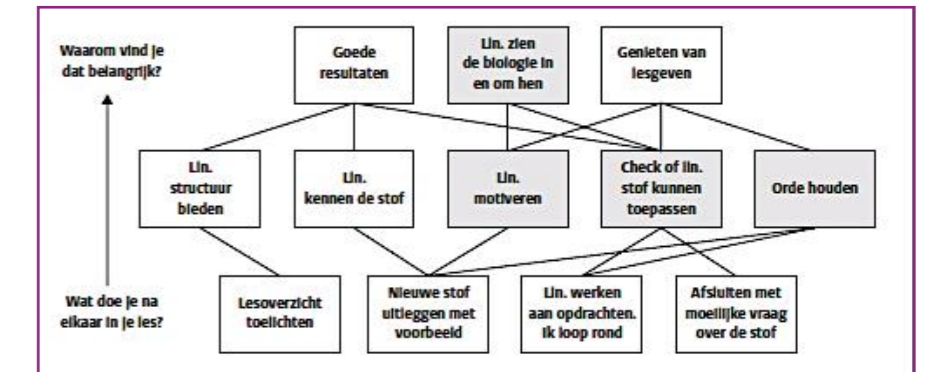 Waarom vind je
dat belangrijk?
Goede
resultaten
Lln. zien
de biologie in
en om hen
Genieten van
lesgeven
Lln.
structuur
bieden
Lln.
kennen de stof
Lln.
motiveren
Check of lln.
stof kunnen
toepassen
Orde houden
Wat doe je na
elkaar in je les?
Lesoverzicht
toelichten
Nieuwe stof
uitleggen met
voorbeeld
Lln. werken
aan opdrachten.
Ik loop rond
Afsluiten met
moeilijke vraag
over de stof